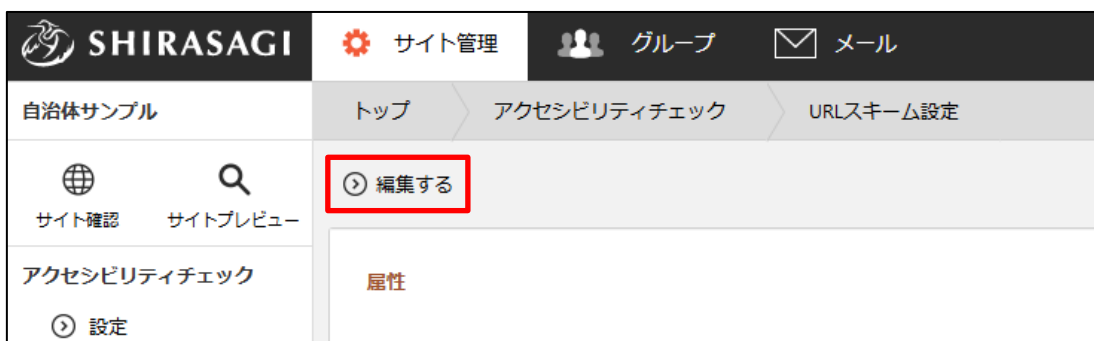 SHIRASAGI サイト管理 グループ メール
自治体サンプル
トップ アクセシビリティチェック URLスキーム設定
サイト確認 サイトプレビュー
編集する
アクセシビリティチェック
設定
属性